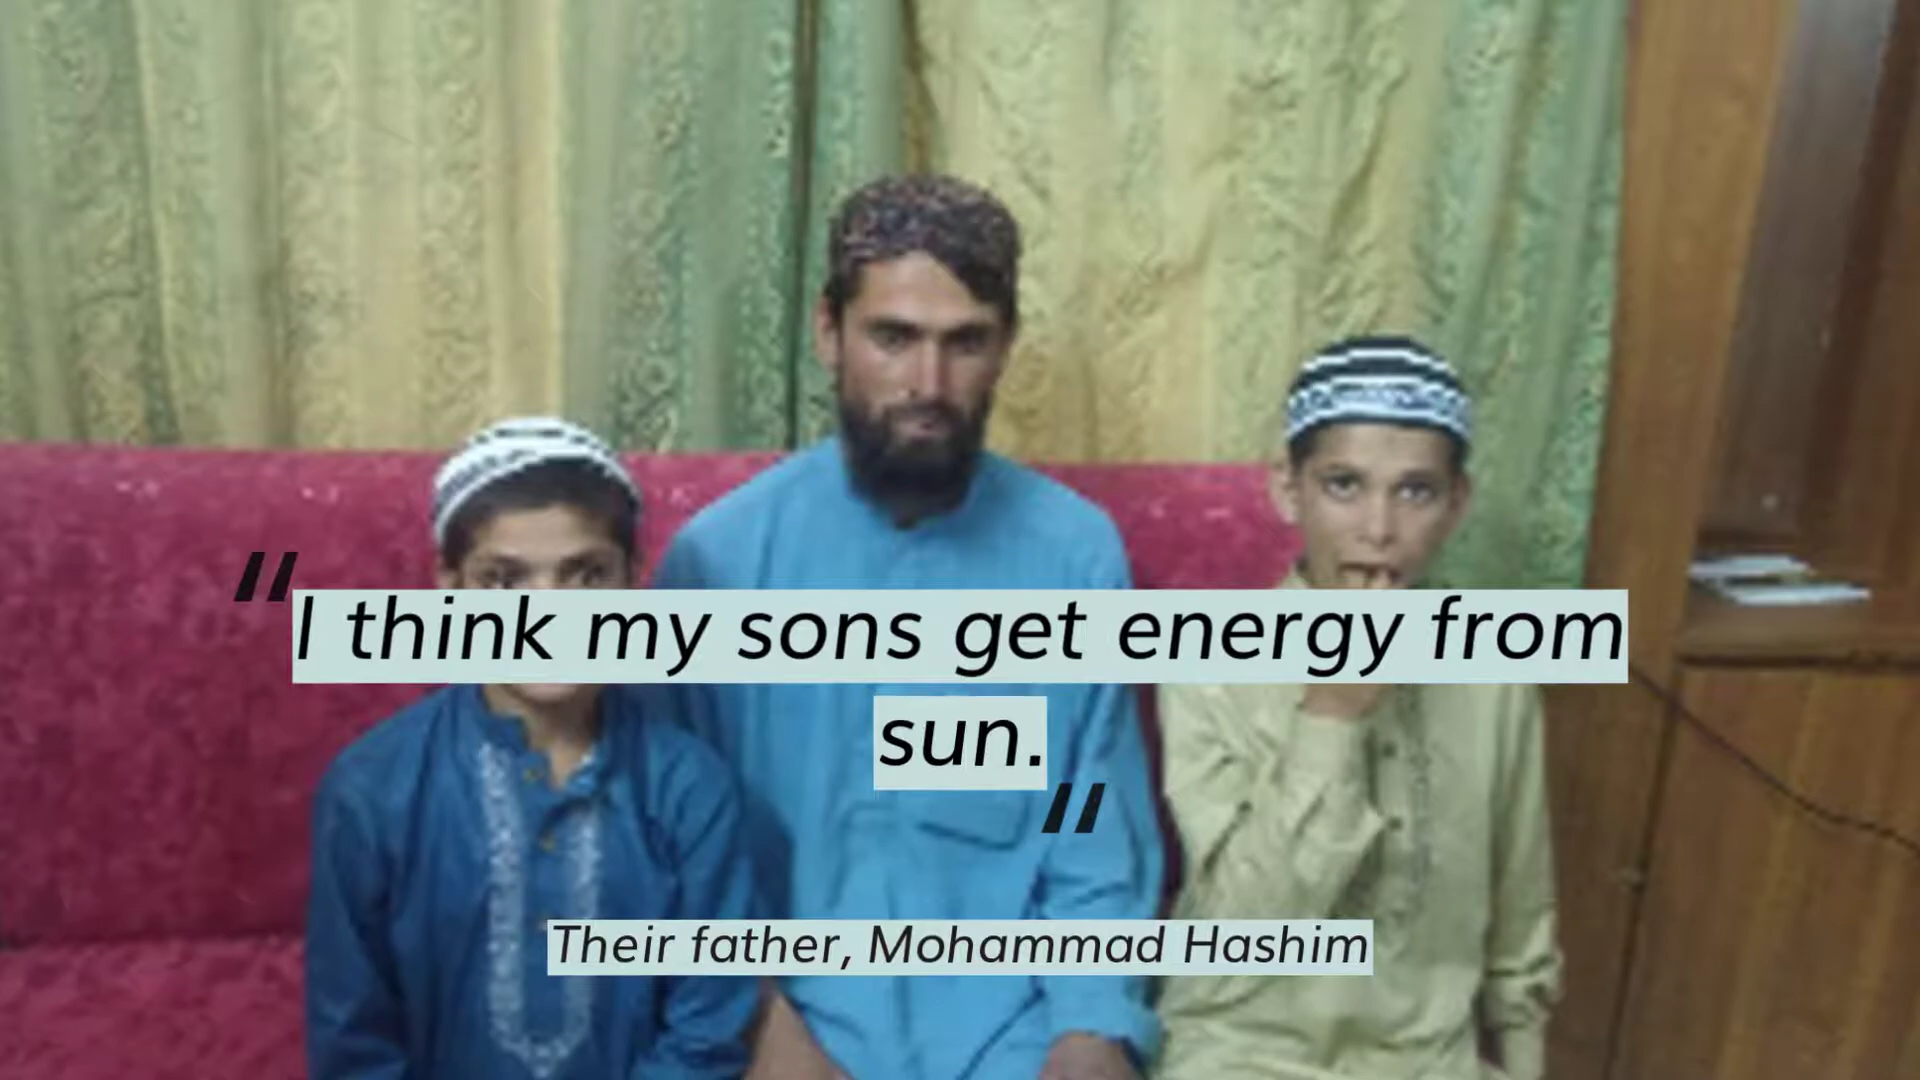 "I think my sons get energy from
sun."
Their father, Mohammad Hashim